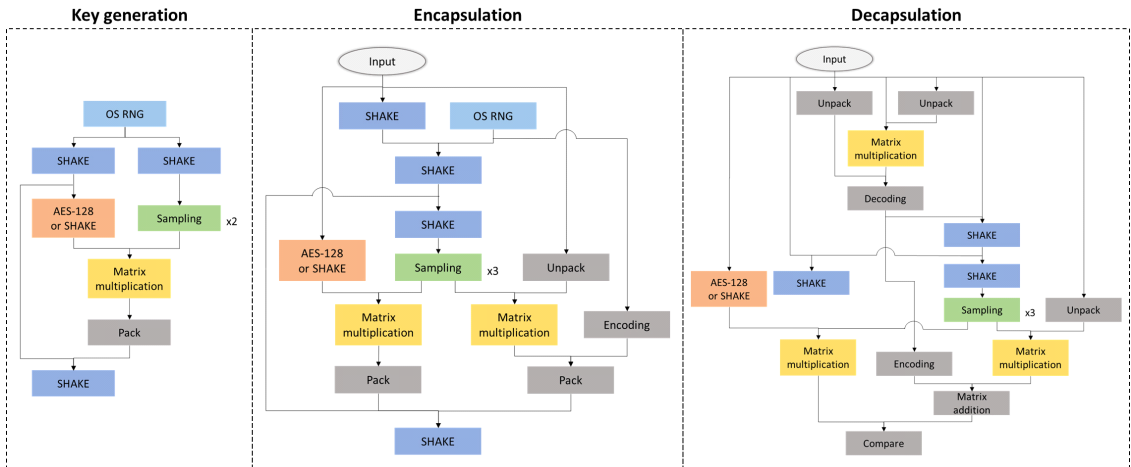 Key generation
OS RNG
SHAKE
SHAKE
AES-128
or SHAKE
Sampling
x2
Matrix
multiplication
Pack
SHAKE
Encapsulation
Input
SHAKE
OS RNG
SHAKE
SHAKE
AES-128
or SHAKE
Sampling
x3
Unpack
Matrix
multiplication
Matrix
multiplication
Encoding
Pack
Pack
SHAKE
Decapsulation
Input
Unpack
Unpack
Matrix
multiplication
Decoding
SHAKE
AES-128
or SHAKE
SHAKE
SHAKE
Sampling
x3
Unpack
Matrix
multiplication
Encoding
Matrix
multiplication
Matrix
addition
Compare